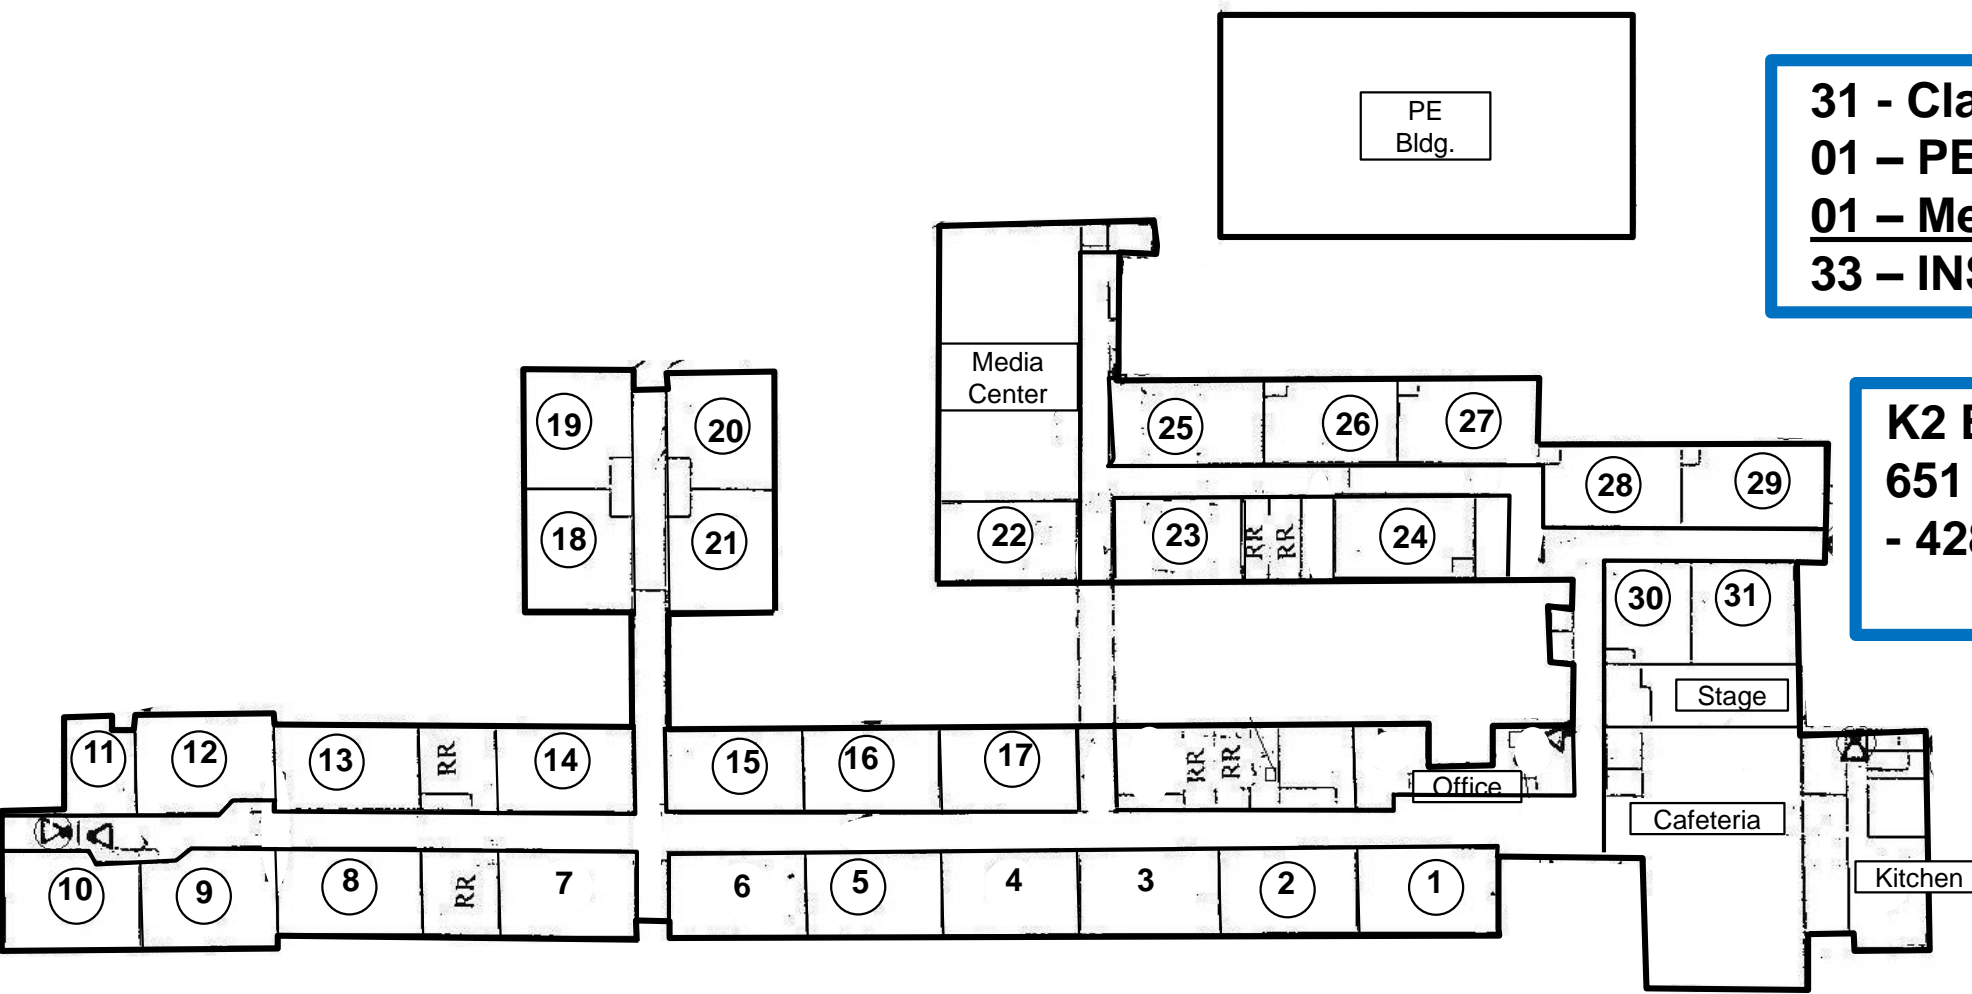 PE
Bldg.
31 - Cla
01 – PE
01 – Me
33 – INS
Media
Center
K2 E
651
- 428
19
20
25
26
27
28
29
18
21
22
23
RR
RR
24
30
31
Stage
11
12
13
RR
14
15
16
17
RR
RR
Office
Cafeteria
10
9
8
RR
7
6
5
4
3
2
1
Kitchen